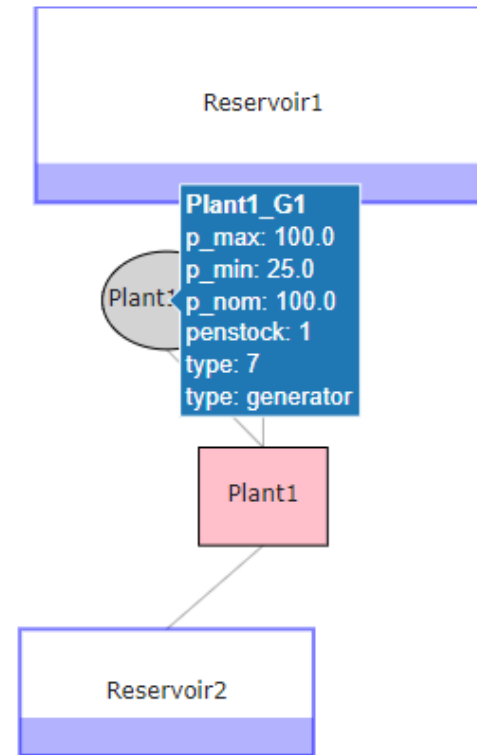 Reservoir1
Plant1_G1
p_max: 100.0
p_min: 25.0
Plant1
p_nom: 100.0
penstock: 1
type: 7
type: generator
Plant1
Reservoir2